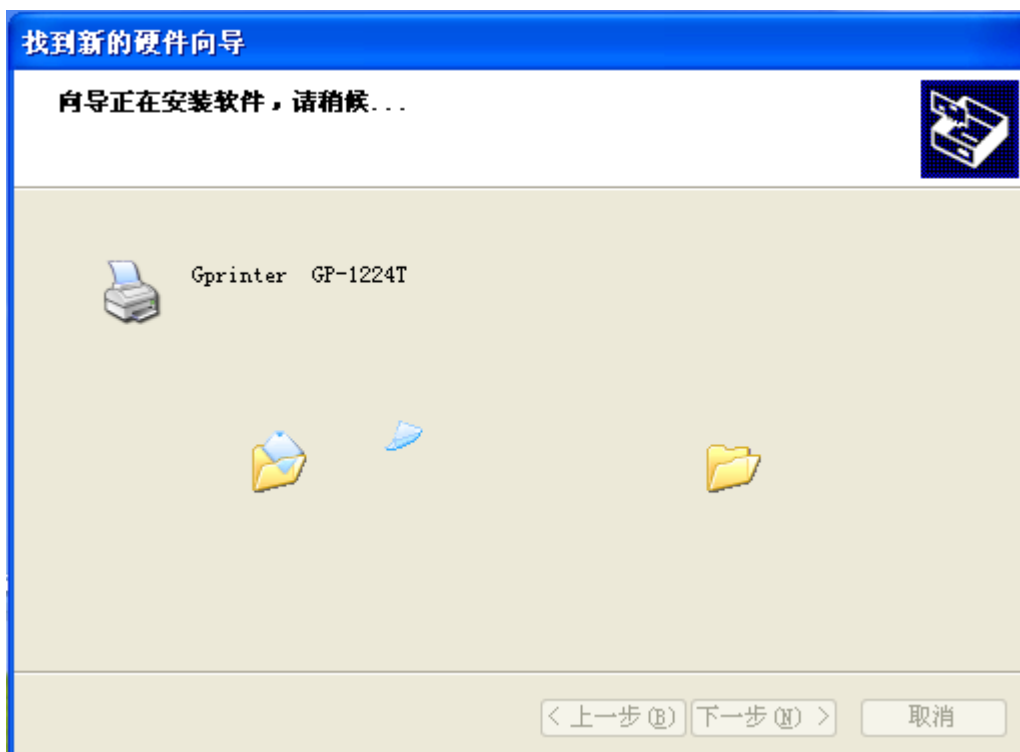 找到新的硬件向导
向导正在安装软件，请稍候...
Gprinter  GP-1224T
< 上一步(B) 下一步(N) > 取消